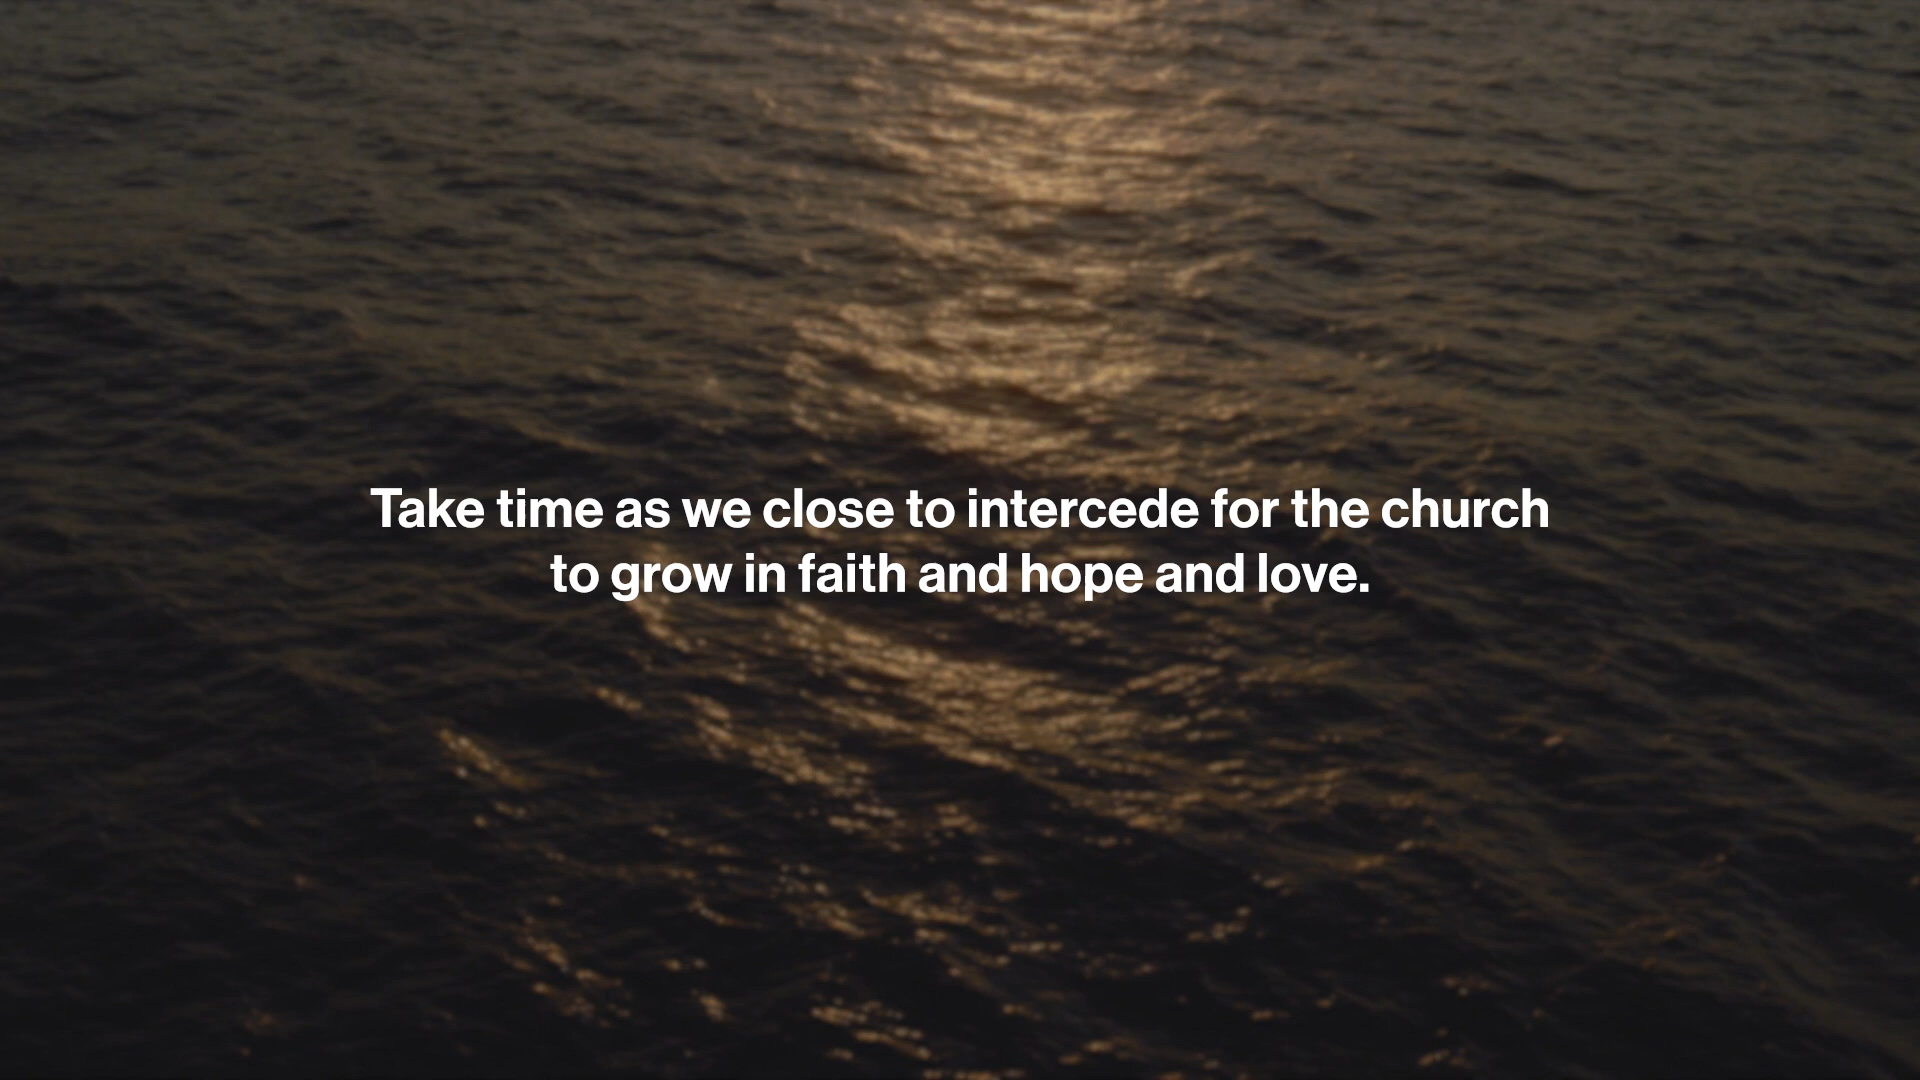 Take time as we close to intercede for the church
to grow in faith and hope and love.